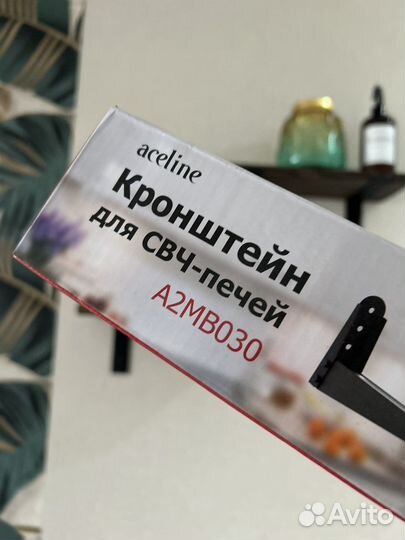 aceline
Кронштейн
для СВЧ-печей
A2MB030
Avito